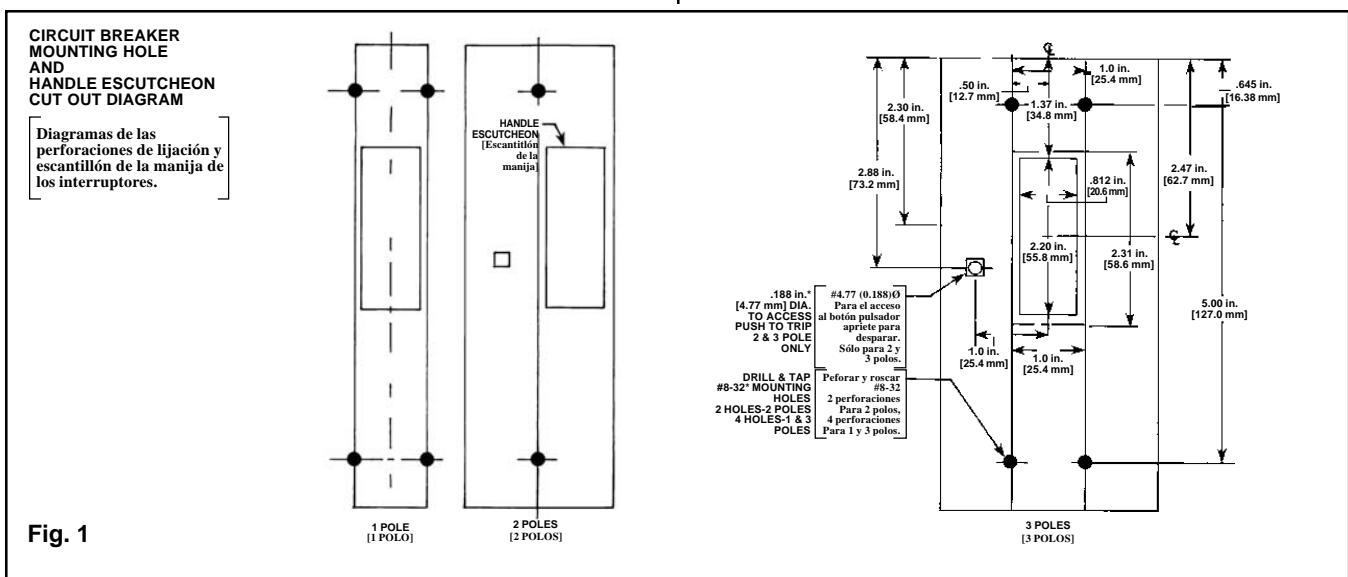 CIRCUIT BREAKER
MOUNTING HOLE
AND
HANDLE ESCUTCHEON
CUT OUT DIAGRAM
Diagramas de las
perforaciones de lijación y
escantillón de la manija de
los interruptores.
Fig. 1
1 POLE
[1 POLO]
HANDLE
ESCUTCHEON
[Escantitlón
de la
manija]
2 POLES
[2 POLOS]
℄
1.0 in.
[25.4 mm]
.50 in.
[12.7 mm]
.645 in.
[16.38 mm]
1.37 in.
[34.8 mm]
2.30 in.
[58.4 mm]
2.88 in.
[73.2 mm]
.812 in.
[20.6 mm]
2.47 in.
[62.7 mm]
℄
2.20 in.
[55.8 mm]
2.31 in.
[58.6 mm]
5.00 in.
[127.0 mm]
.188 in.*
[4.77 mm] DIA.
TO ACCESS
PUSH TO TRIP
2 & 3 POLE
ONLY
#4.77 (0.188)Ø
Para el acceso
al botón pulsador
apriete para
desparar.
Sólo para 2 y
3 polos.
1.0 in.
[25.4 mm]
1.0 in.
[25.4 mm]
DRILL & TAP
#8-32* MOUNTING
HOLES
2 HOLES-2 POLES
4 HOLES-1 & 3
POLES
Peforar y roscar
#8-32
2 perforaciones
Para 2 polos,
4 perforaciones
Para 1 y 3 polos.
3 POLES
[3 POLOS]